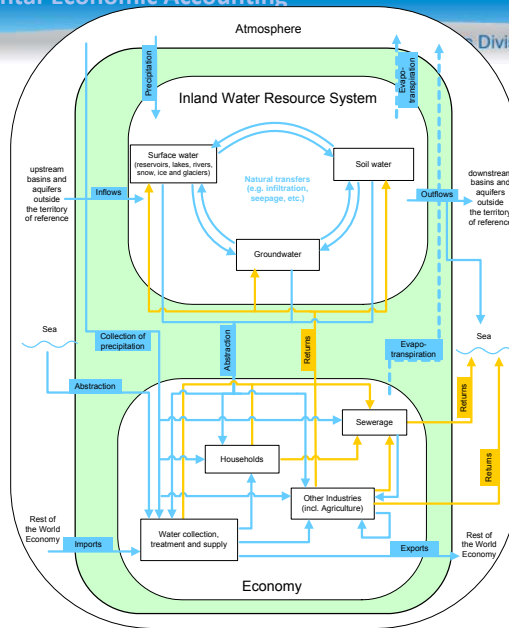 ntal Economic Accounting
Atmosphere
s Divi
Precipitation
Evapo-
transpiration
Inland Water Resource System
Surface water
(reservoirs, lakes, rivers,
snow, ice and glaciers)
Soil water
Natural transfers
(e.g. infiltration,
seepage, etc.)
Groundwater
upstream
basins and
aquifers
outside
the territory
of reference
Inflows
Outflows
downstream
basins and
aquifers
outside
the territory
of reference
Sea
Collection of
precipitation
Abstraction
Returns
Evapo-
transpiration
Sea
Abstraction
Sewerage
Returns
Households
Other Industries
(incl. Agriculture)
Returns
Rest of
the World
Economy
Imports
Water collection,
treatment and supply
Exports
Rest of
the World
Economy
Economy